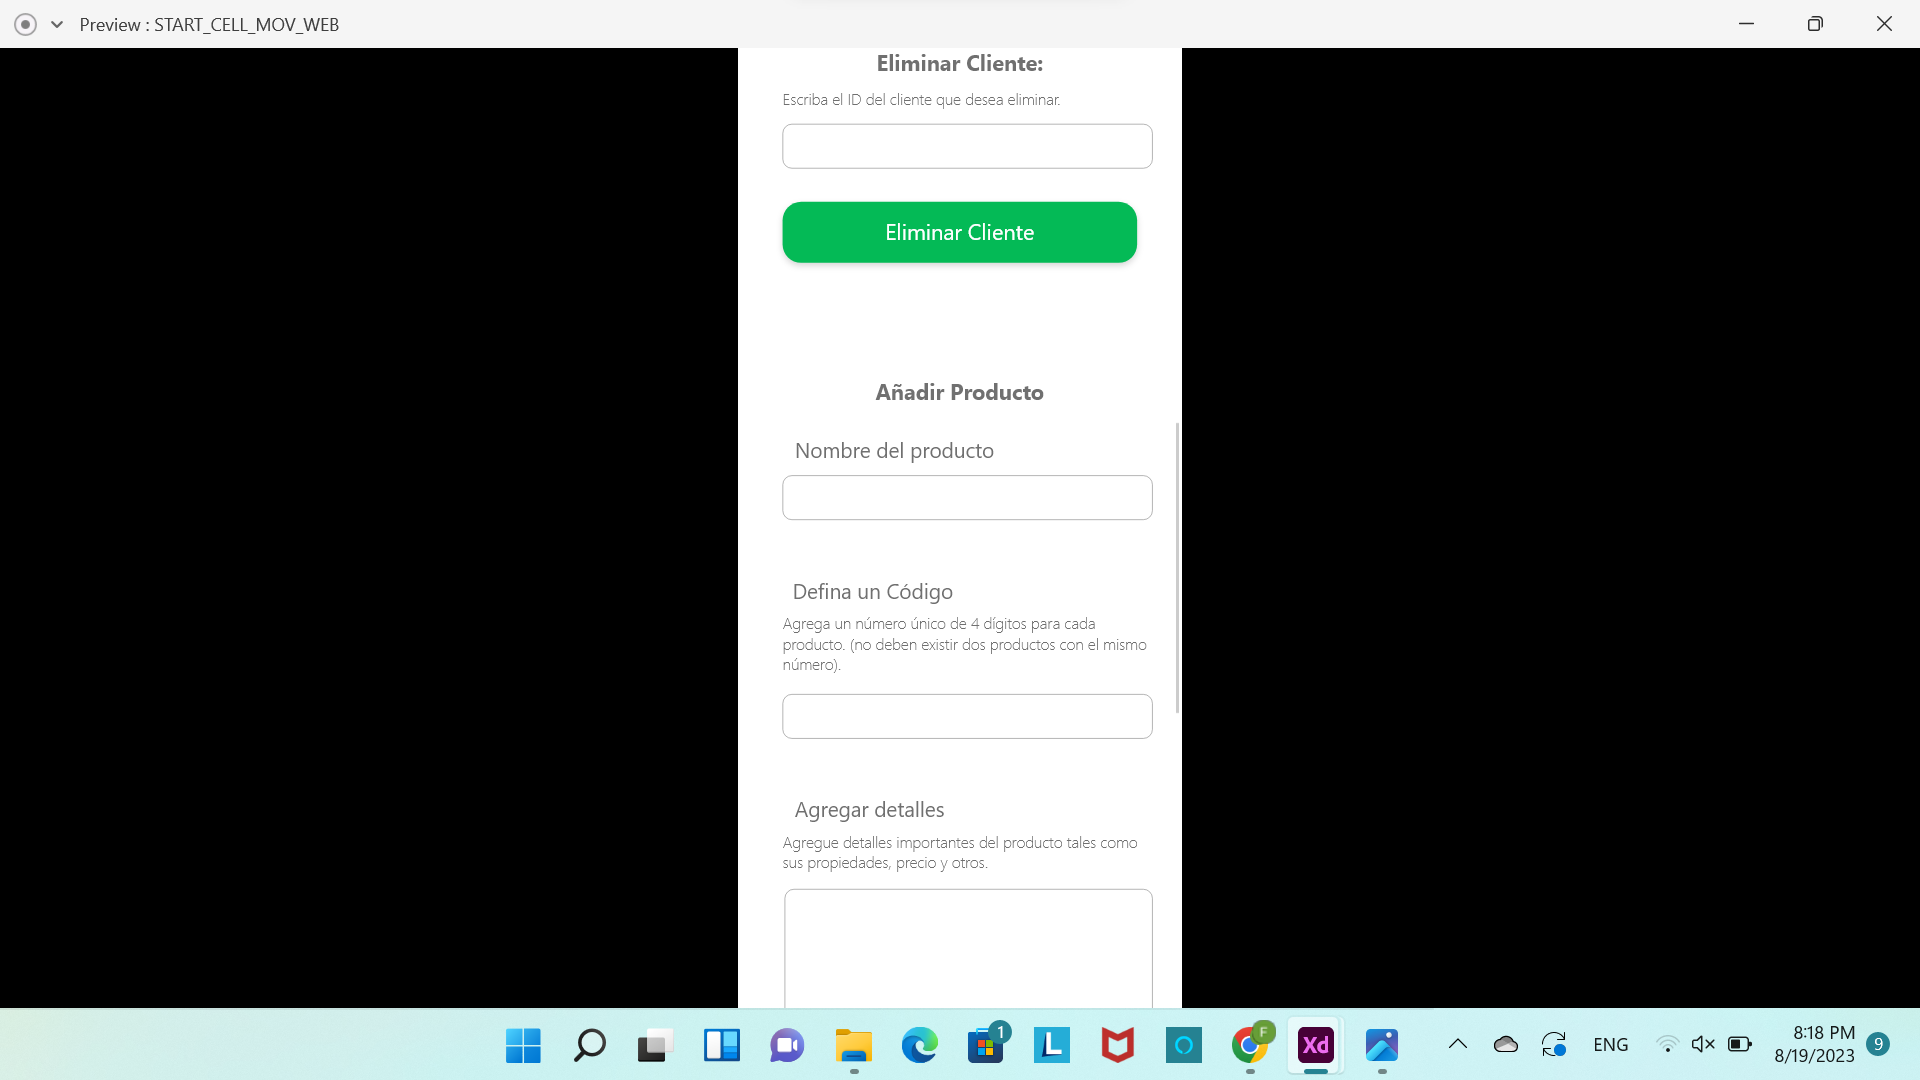 Preview : START_CELL_MOV_WEB
Eliminar Cliente:
Escriba el ID del cliente que desea eliminar.
Eliminar Cliente
Añadir Producto
Nombre del producto
Defina un Código
Agrega un número único de 4 dígitos para cada
producto. (no deben existir dos productos con el mismo
número).
Agregar detalles
Agregue detalles importantes del producto tales como
sus propiedades, precio y otros.
1
L
F
Xd
ENG
8:18 PM
8/19/2023
9